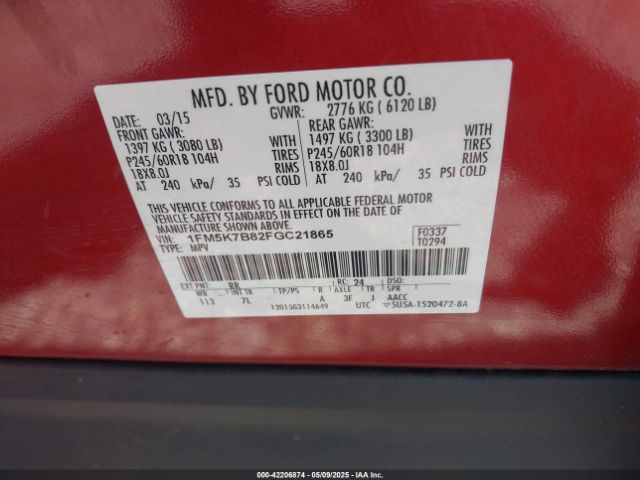 MFD. BY FORD MOTOR CO.
DATE: 03/15 GVWR: 2776 KG ( 6120 LB)
FRONT GAWR: REAR GAWR:
1397 KG ( 3080 LB) WITH 1497 KG ( 3300 LB) WITH
P245/60R18 104H TIRES P245/60R18 104H TIRES
18X8.0J RIMS 18X8.0J RIMS
AT 240 kPa/ 35 PSI COLD AT 240 kPa/ 35 PSI COLD
THIS VEHICLE CONFORMS TO ALL APPLICABLE FEDERAL MOTOR
VEHICLE SAFETY STANDARDS IN EFFECT ON THE DATE OF
MANUFACTURE SHOWN ABOVE.
VIN: 1FM5K7B82FGC21865 F0337
TYPE: MPV T0294
EXT PNT: RR RC: 24 DSO:
WB INT TR TP/PS R AXLE TR SPR
113 7L A 3F J AACC
1201503114649 UTC ▽5U5A-1520472-BA
000-42206874 - 05/09/2025 - IAAI.COM